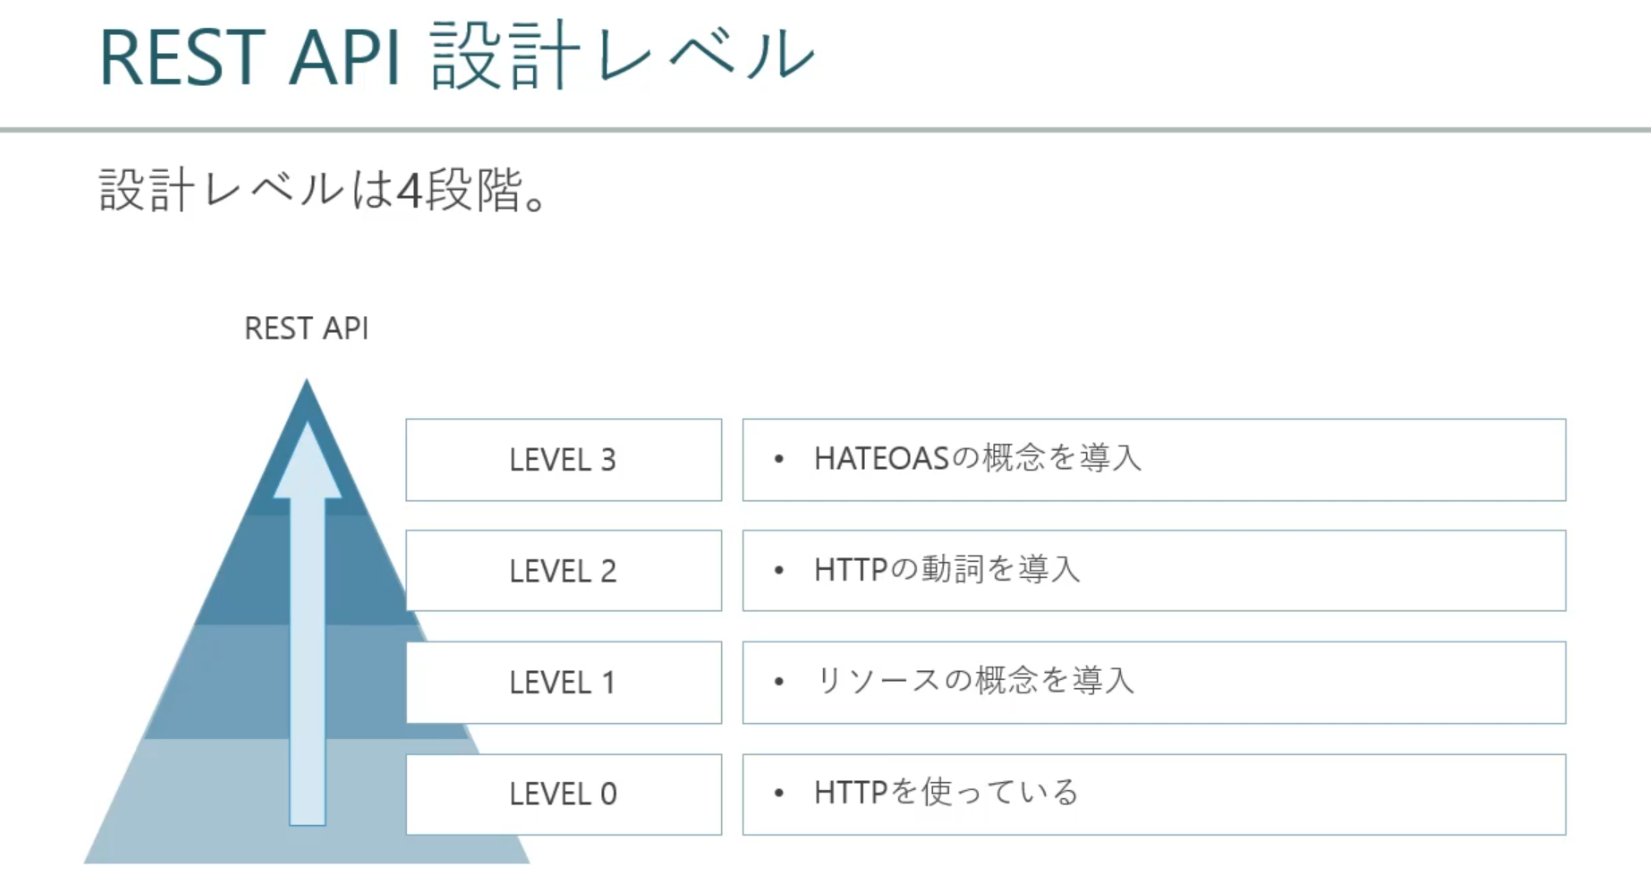 REST API 設計レベル
設計レベルは4段階。
REST API
LEVEL 3
• HATEOASの概念を導入
LEVEL 2
• HTTPの動詞を導入
LEVEL 1
• リソースの概念を導入
LEVEL 0
• HTTPを使っている